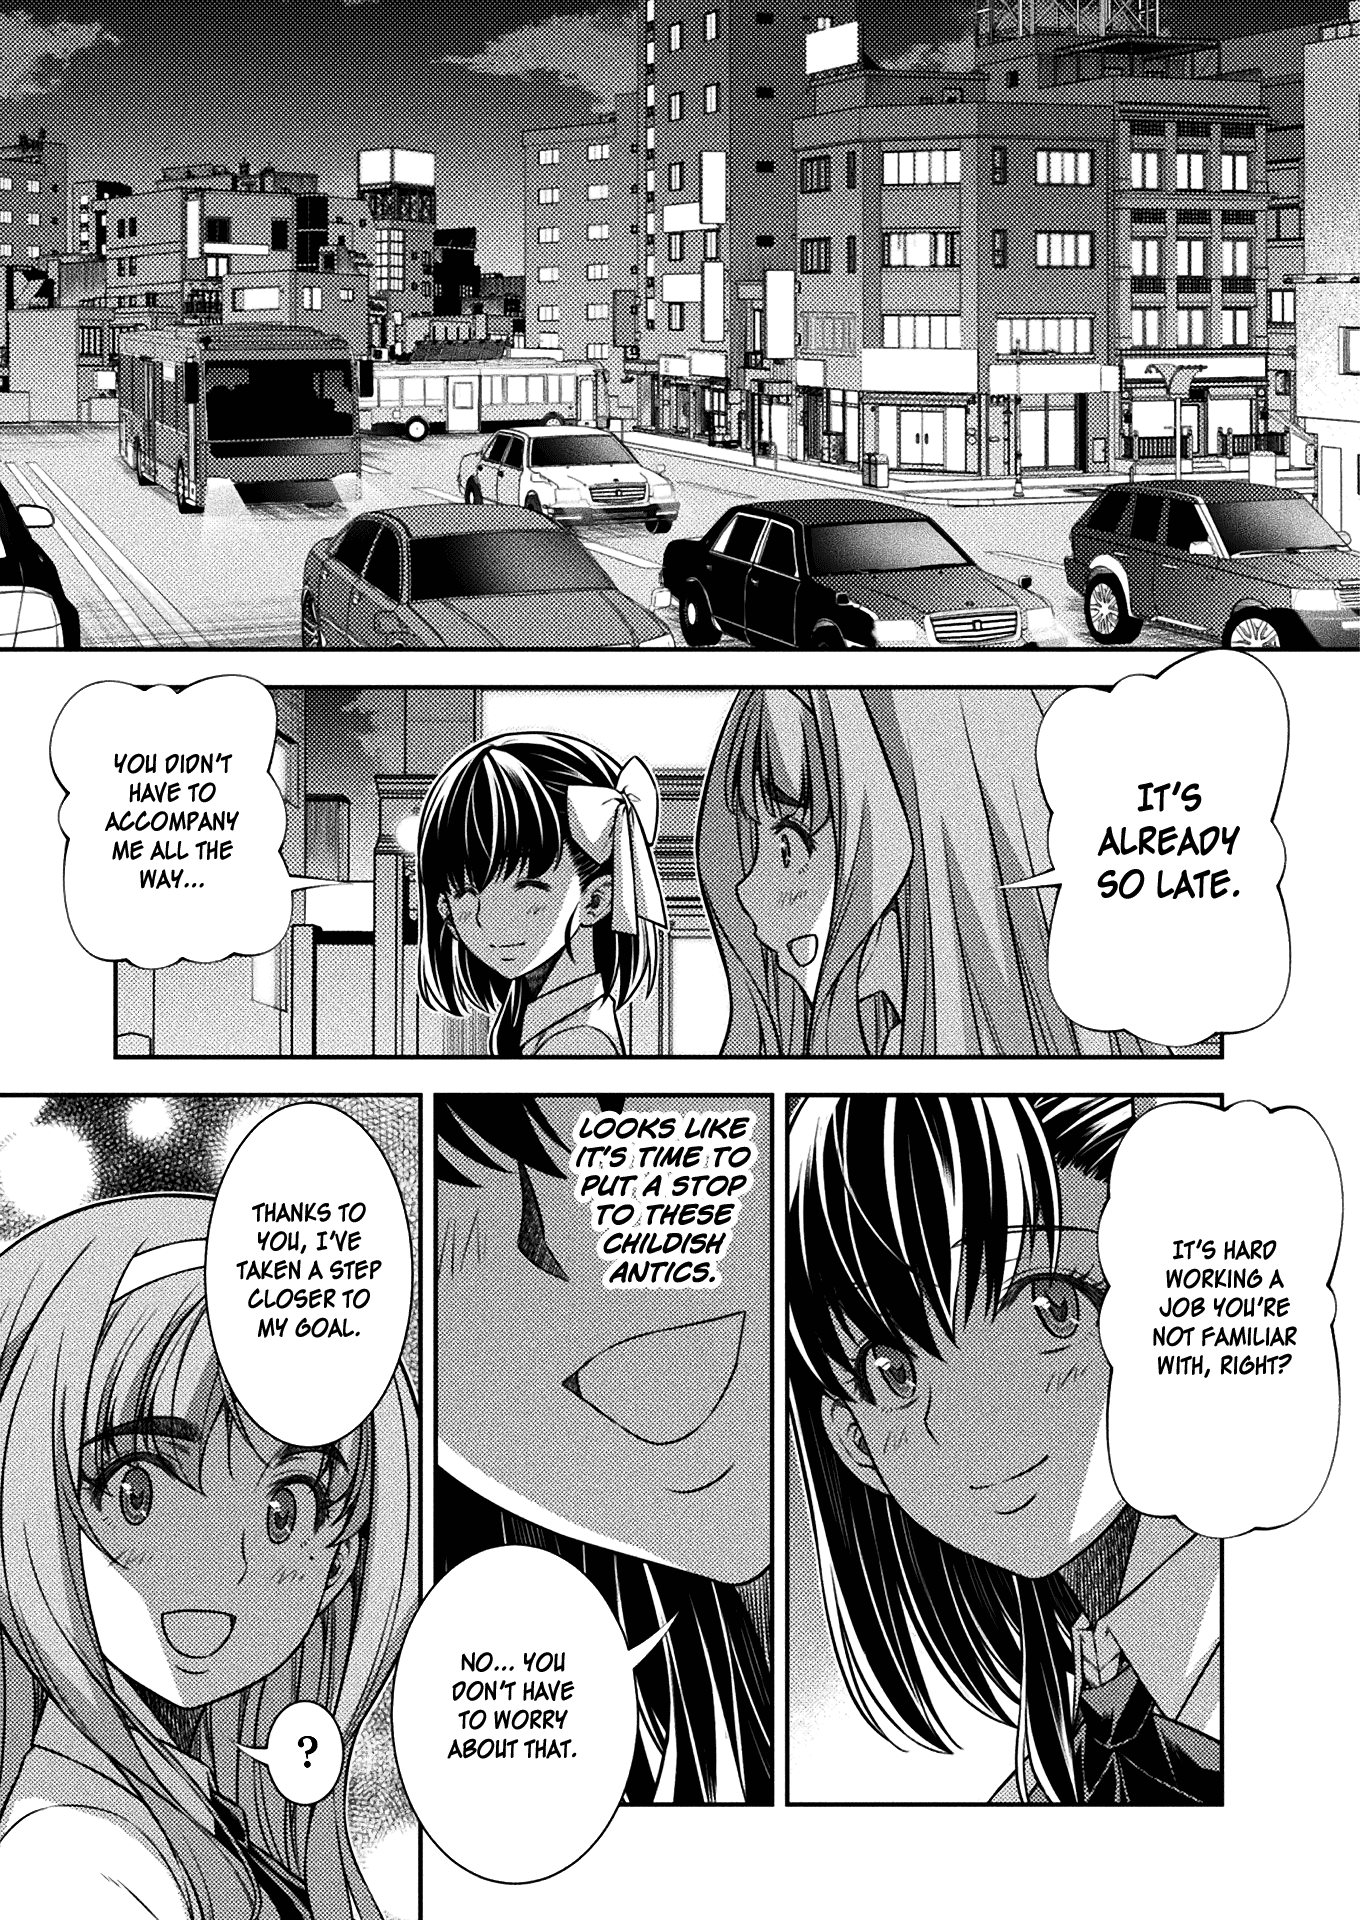 IT'S
ALREADY
SO LATE.
YOU DIDN'T
HAVE TO
ACCOMPANY
ME ALL THE
WAY...
IT'S HARD
WORKING A
JOB YOU'RE
NOT FAMILIAR
WITH, RIGHT?
LOOKS LIKE
IT'S TIME TO
PUT A STOP
TO THESE
CHILDISH
ANTICS.
NO... YOU
DON'T HAVE
TO WORRY
ABOUT THAT.
THANKS TO
YOU, I'VE
TAKEN A STEP
CLOSER TO
MY GOAL.
?